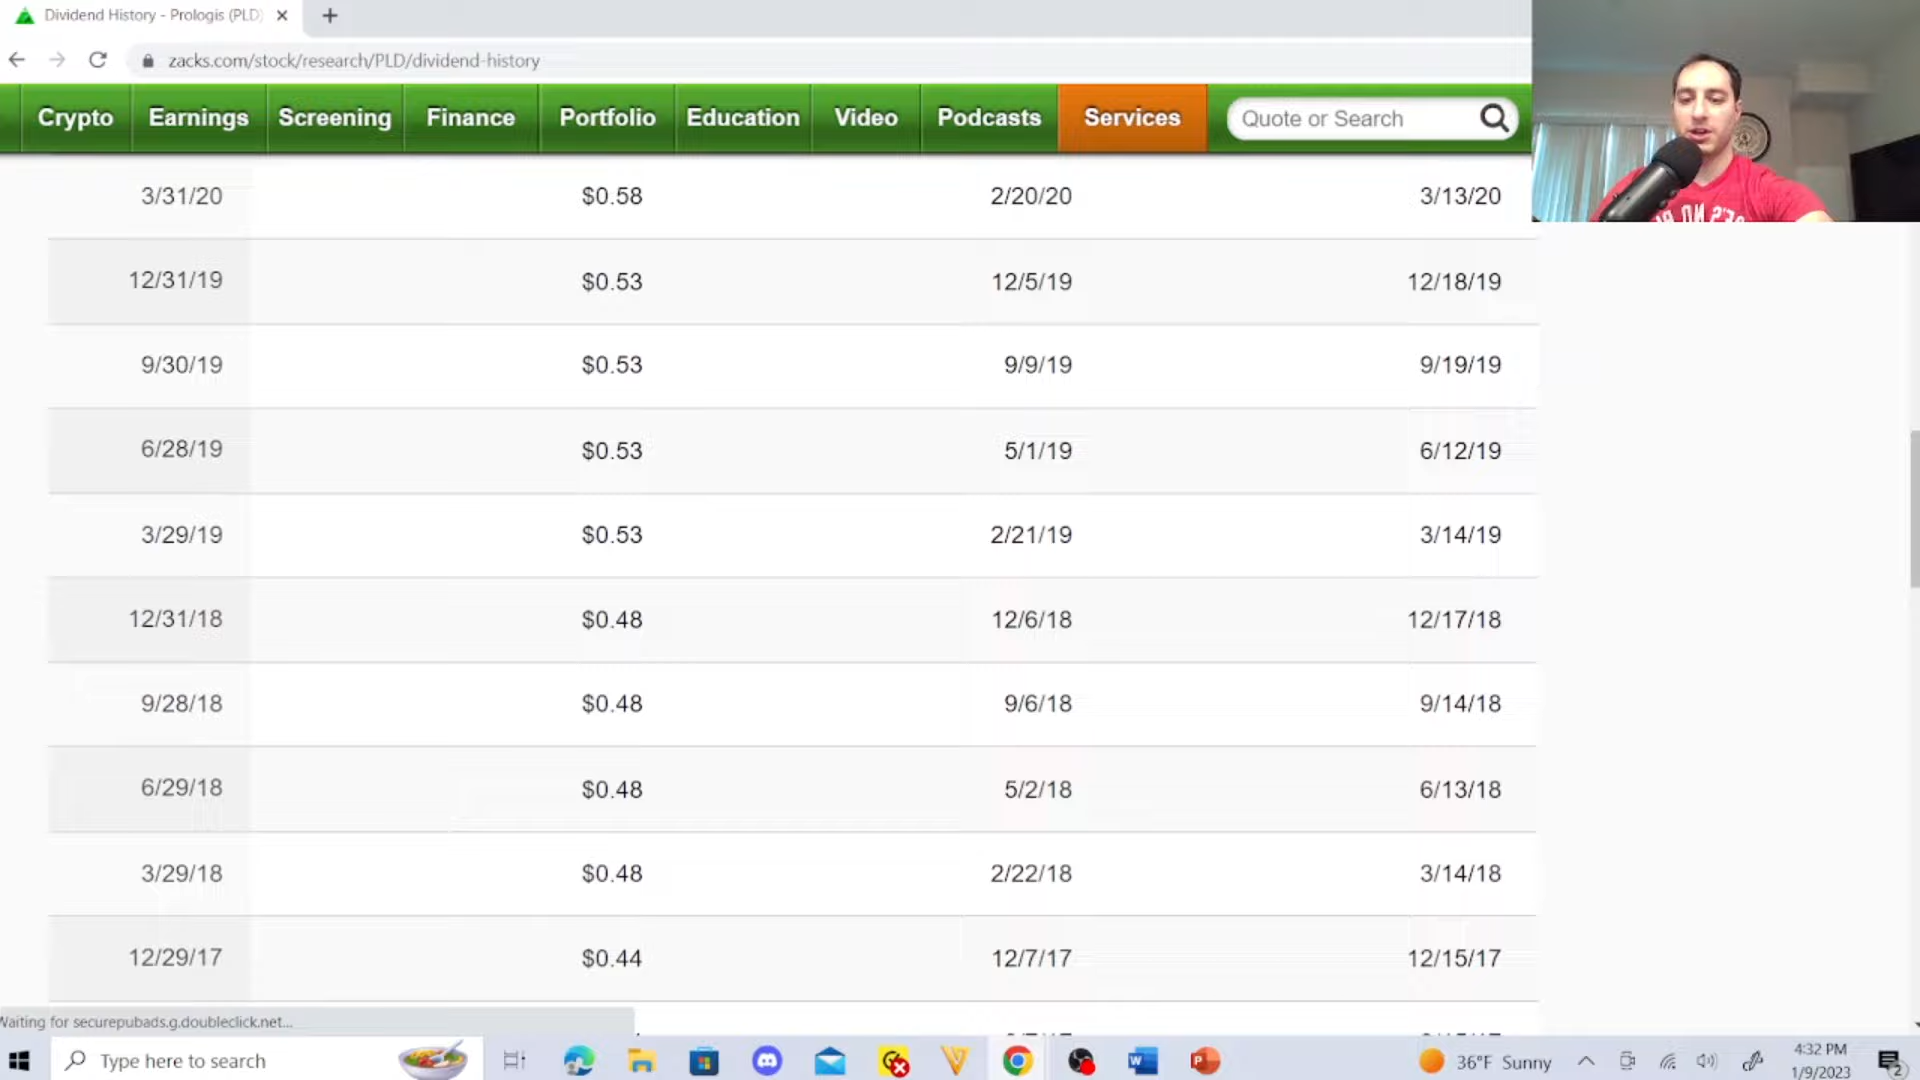 Dividend History - Prologis (PLD)
zacks.com/stock/research/PLD/dividend-history
Crypto Earnings Screening Finance Portfolio Education Video Podcasts Services Quote or Search
3/31/20 $0.58 2/20/20 3/13/20
12/31/19 $0.53 12/5/19 12/18/19
9/30/19 $0.53 9/9/19 9/19/19
6/28/19 $0.53 5/1/19 6/12/19
3/29/19 $0.53 2/21/19 3/14/19
12/31/18 $0.48 12/6/18 12/17/18
9/28/18 $0.48 9/6/18 9/14/18
6/29/18 $0.48 5/2/18 6/13/18
3/29/18 $0.48 2/22/18 3/14/18
12/29/17 $0.44 12/7/17 12/15/17
Waiting for securepubads.g.doubleclick.net...
Type here to search
36°F Sunny
4:32 PM
1/9/2023
2